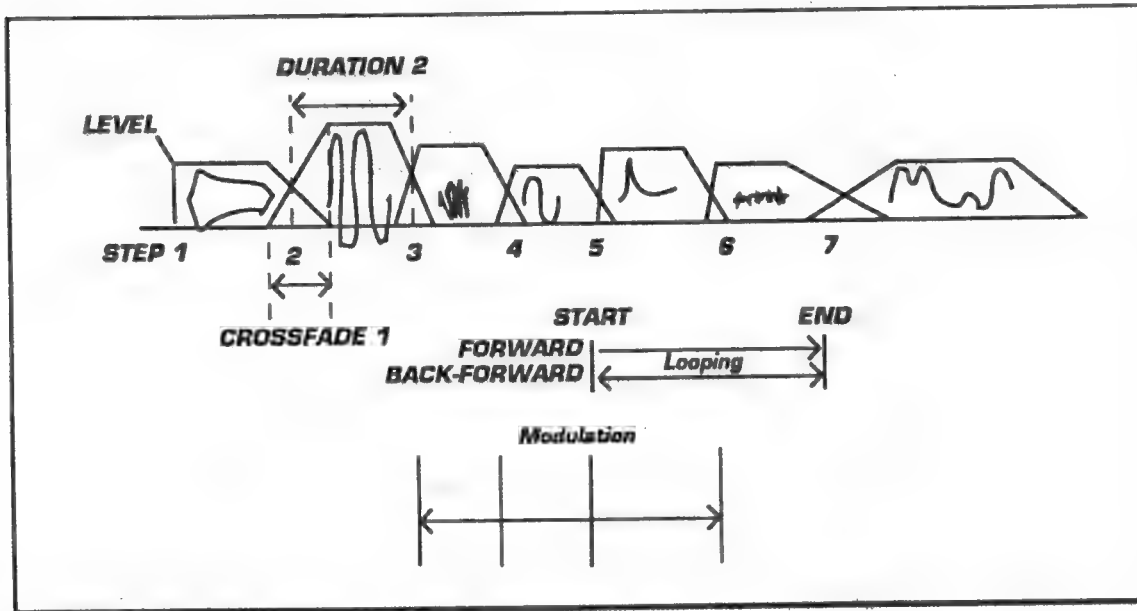 DURATION 2
LEVEL
STEP 1 2 3 4 5 6 7
CROSSFADE 1
START END
FORWARD
Looping
BACK-FORWARD
Modulation